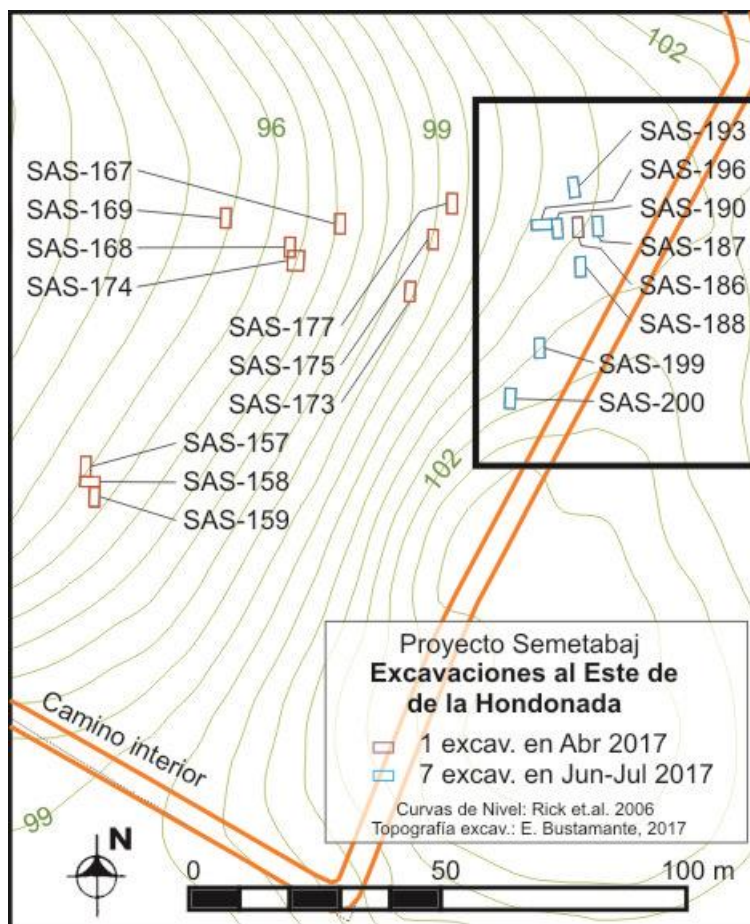 102
96
99
SAS-193
SAS-196
SAS-190
SAS-187
SAS-186
SAS-188
SAS-199
SAS-200
SAS-167
SAS-169
SAS-168
SAS-174
SAS-177
SAS-175
SAS-173
102
SAS-157
SAS-158
SAS-159
Proyecto Semetabaj
Excavaciones al Este de
de la Hondonada
1 excav. en Abr 2017
7 excav. en Jun-Jul 2017
Curvas de Nivel: Rick et.al. 2006
Topografía excav.: E. Bustamante, 2017
Camino interior
99
N
0 50 100 m